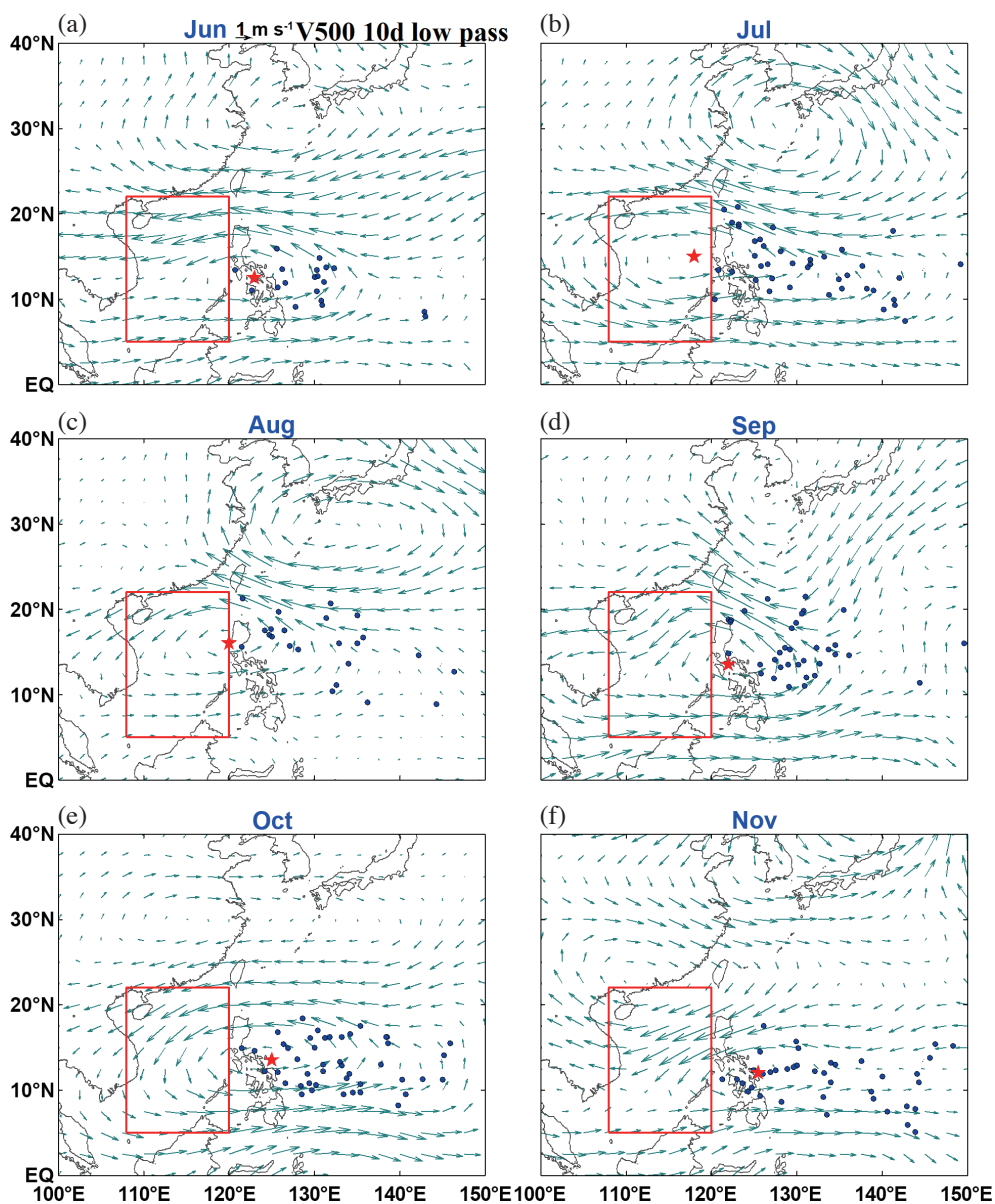 (a) Jun 1 m s⁻¹ V500 10d low pass (b) Jul
40°N
30°N
20°N
10°N
EQ
(c) Aug (d) Sep
40°N
30°N
20°N
10°N
EQ
(e) Oct (f) Nov
40°N
30°N
20°N
10°N
EQ
100°E 110°E 120°E 130°E 140°E 150°E 100°E 110°E 120°E 130°E 140°E 150°E